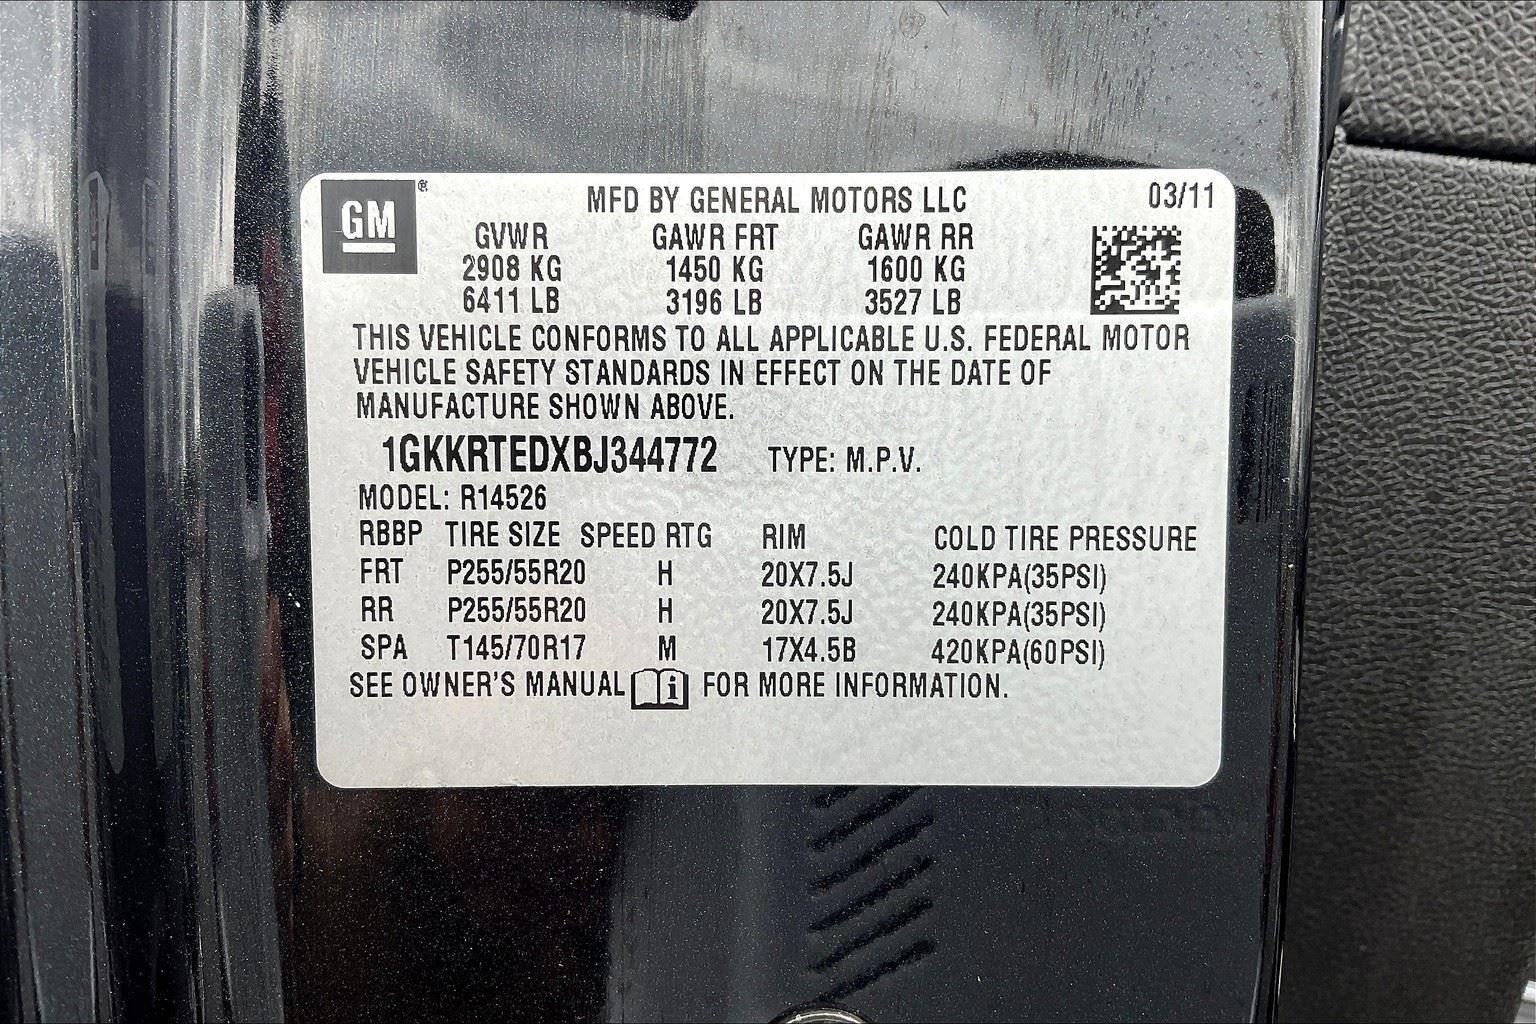 GM ®
MFD BY GENERAL MOTORS LLC 03/11
GVWR GAWR FRT GAWR RR
2908 KG 1450 KG 1600 KG
6411 LB 3196 LB 3527 LB
THIS VEHICLE CONFORMS TO ALL APPLICABLE U.S. FEDERAL MOTOR
VEHICLE SAFETY STANDARDS IN EFFECT ON THE DATE OF
MANUFACTURE SHOWN ABOVE.
1GKKRTEDXBJ344772 TYPE: M.P.V.
MODEL: R14526
RBBP TIRE SIZE SPEED RTG RIM COLD TIRE PRESSURE
FRT P255/55R20 H 20X7.5J 240KPA(35PSI)
RR P255/55R20 H 20X7.5J 240KPA(35PSI)
SPA T145/70R17 M 17X4.5B 420KPA(60PSI)
SEE OWNER'S MANUAL i FOR MORE INFORMATION.